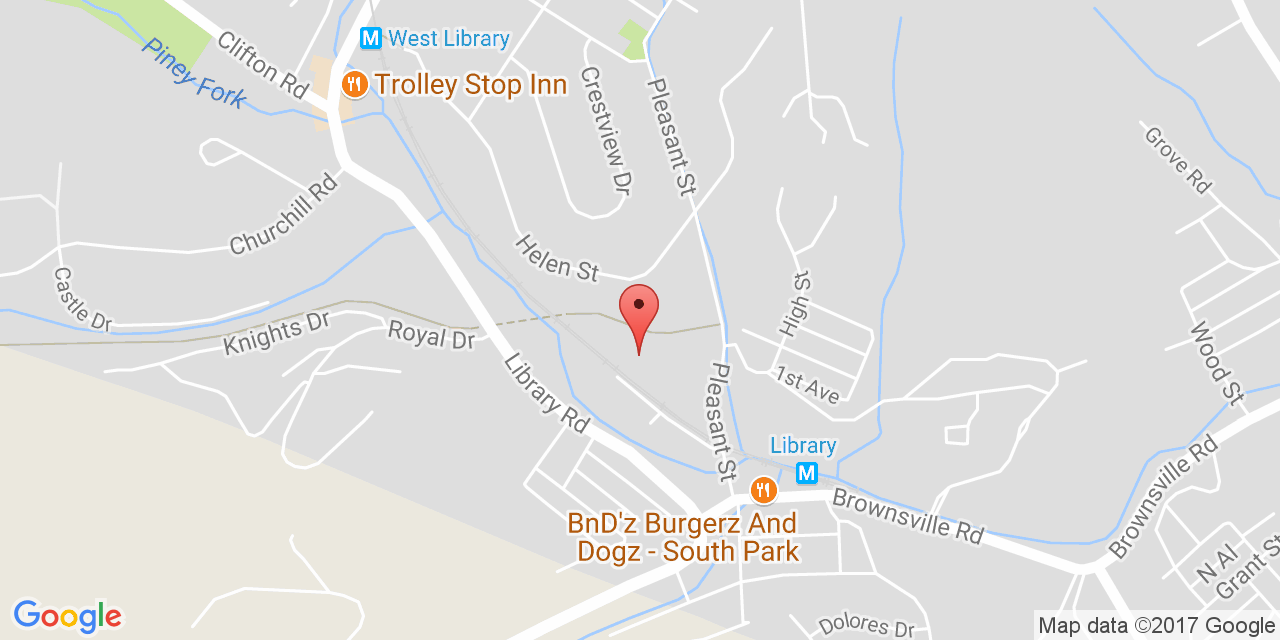 West Library
Clifton Rd
Piney Fork
Trolley Stop Inn
Crestview Dr
Pleasant St
Grove Rd
Churchill Rd
Helen St
Castle Dr
High St
Knights Dr
Royal Dr
Wood St
Library Rd
1st Ave
Pleasant St
Library
Brownsville Rd
Brownsville Rd
BnD'z Burgerz And
Dogz - South Park
N Al
Grant St
Dolores Dr
Google
Map data ©2017 Google